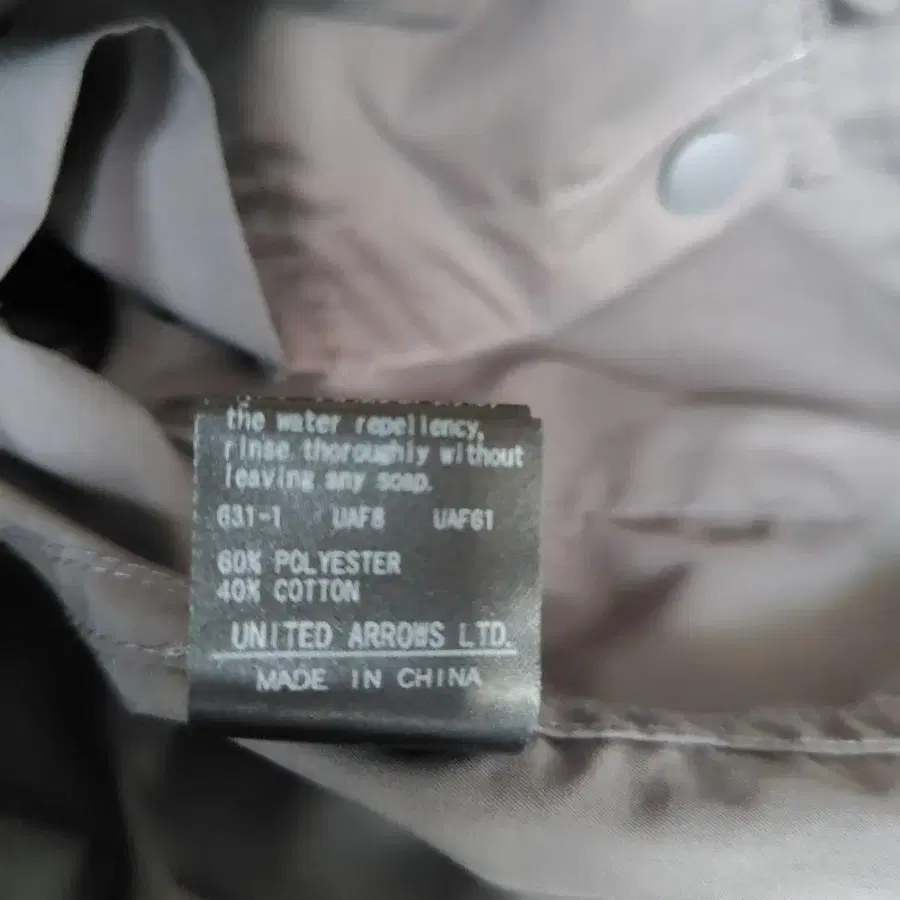 the water repellency,
rinse thoroughly without
leaving any soap.
631-1 UAF8 UAF61
60% POLYESTER
40% COTTON
UNITED ARROWS LTD.
MADE IN CHINA